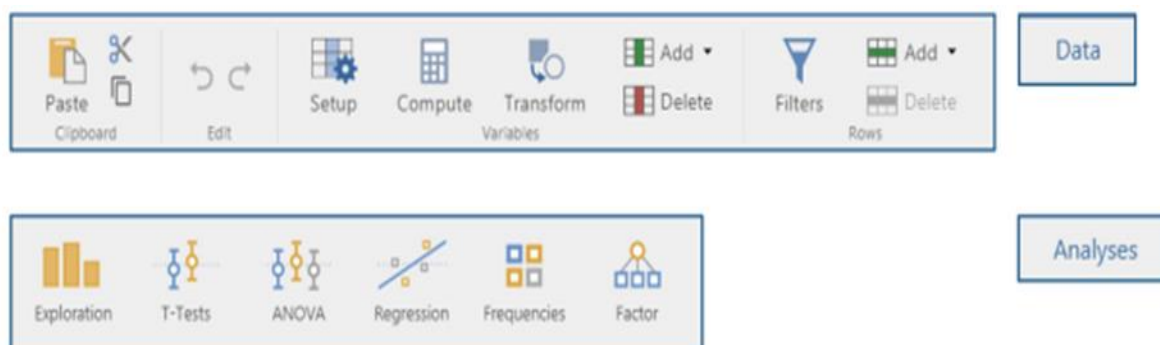 Add
Data
Add
Paste
Setup
Compute
Transform
Delete
Filters
Delete
Clipboard
Edit
Variables
Rows
Analyses
Exploration
T-Tests
ANOVA
Regression
Frequencies
Factor